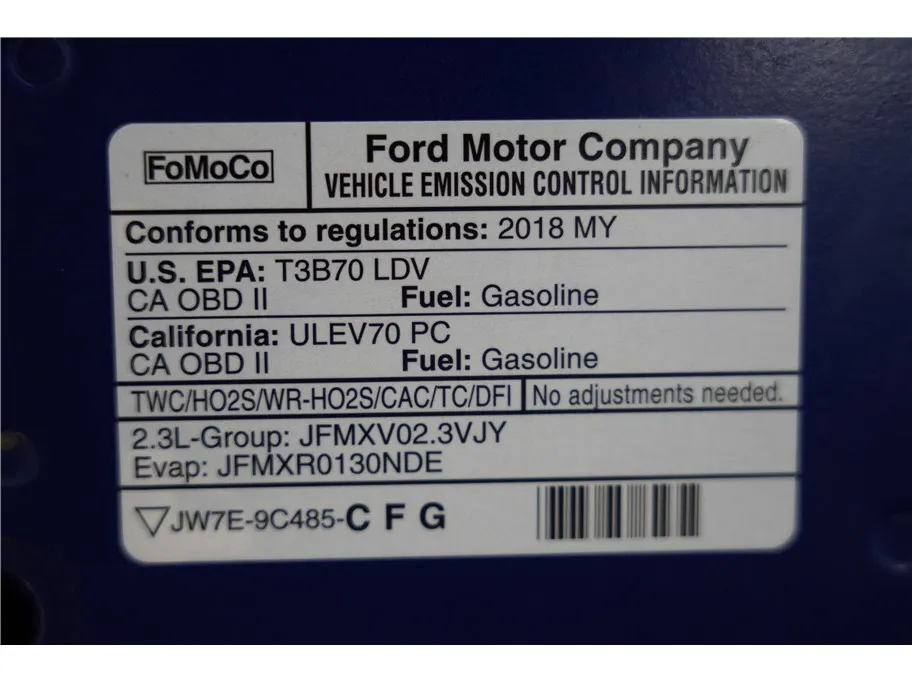 FoMoCo
Ford Motor Company
VEHICLE EMISSION CONTROL INFORMATION
Conforms to regulations: 2018 MY
U.S. EPA: T3B70 LDV
CA OBD II Fuel: Gasoline
California: ULEV70 PC
CA OBD II Fuel: Gasoline
TWC/HO2S/WR-HO2S/CAC/TC/DFI No adjustments needed.
2.3L-Group: JFMXV02.3VJY
Evap: JFMXR0130NDE
JW7E-9C485-C F G